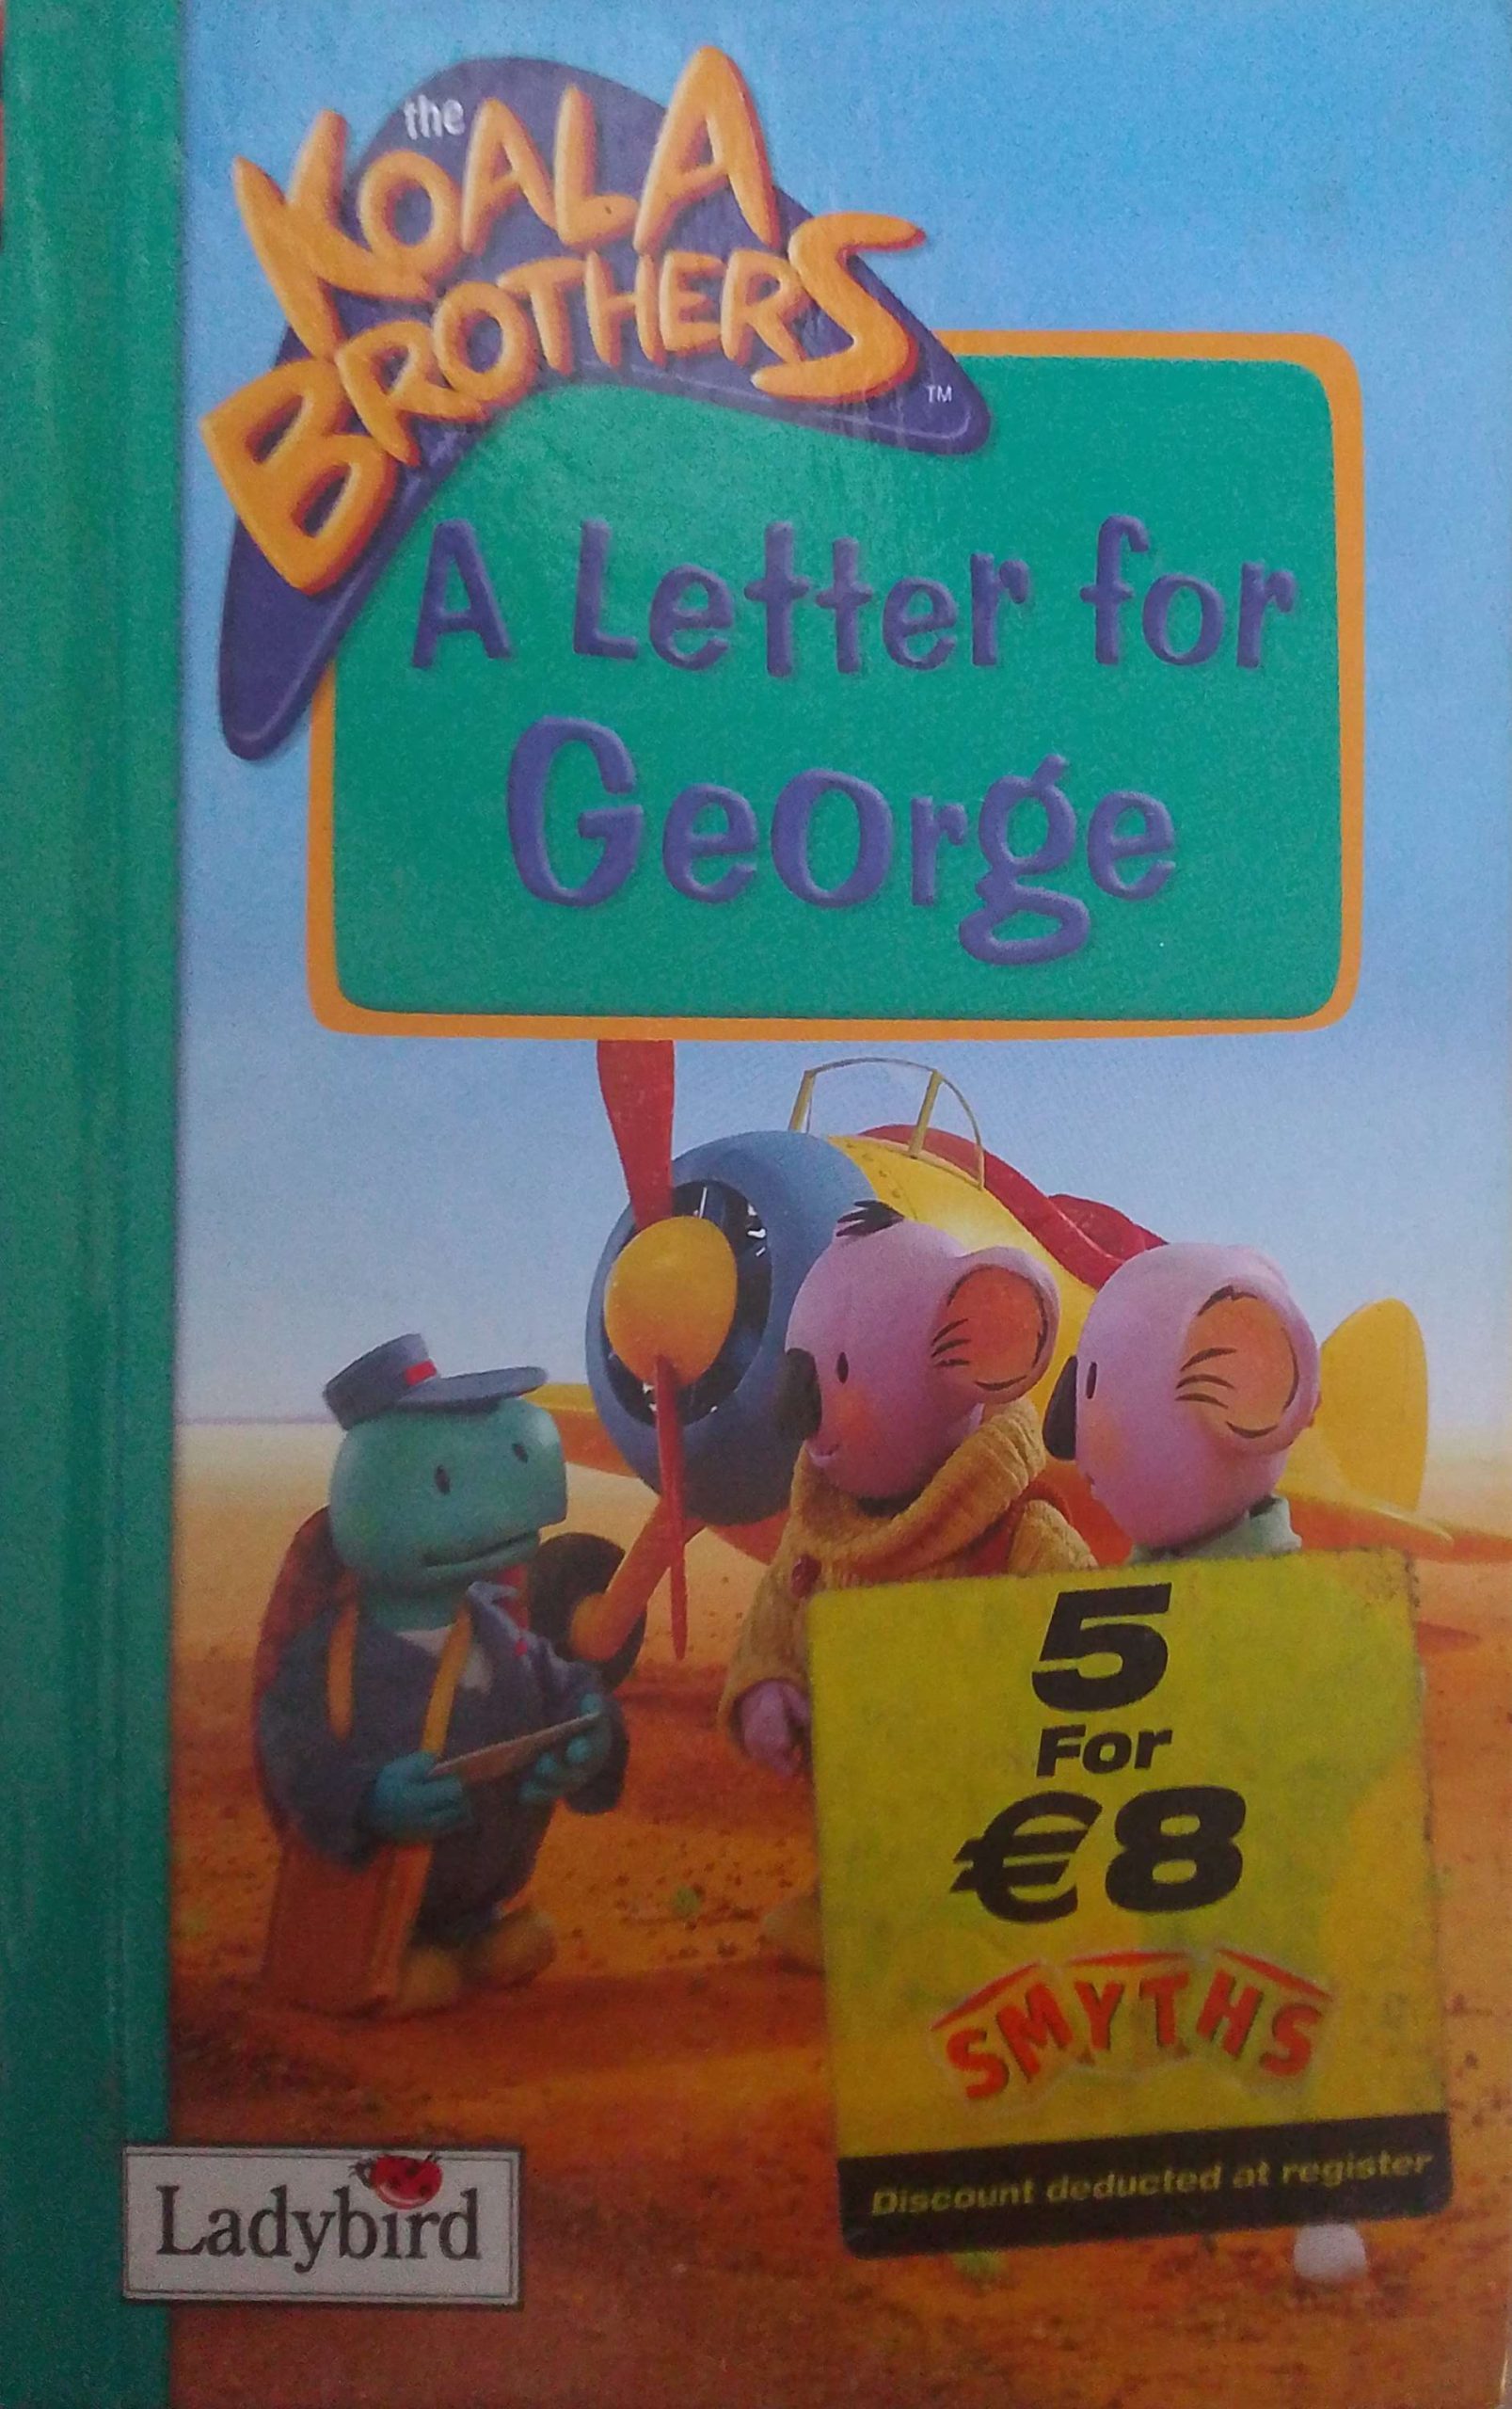 the
KOALA
BROTHERS
TM
A Letter for
George
5
For
€8
SMYTHS
Discount deducted at register
Ladybird